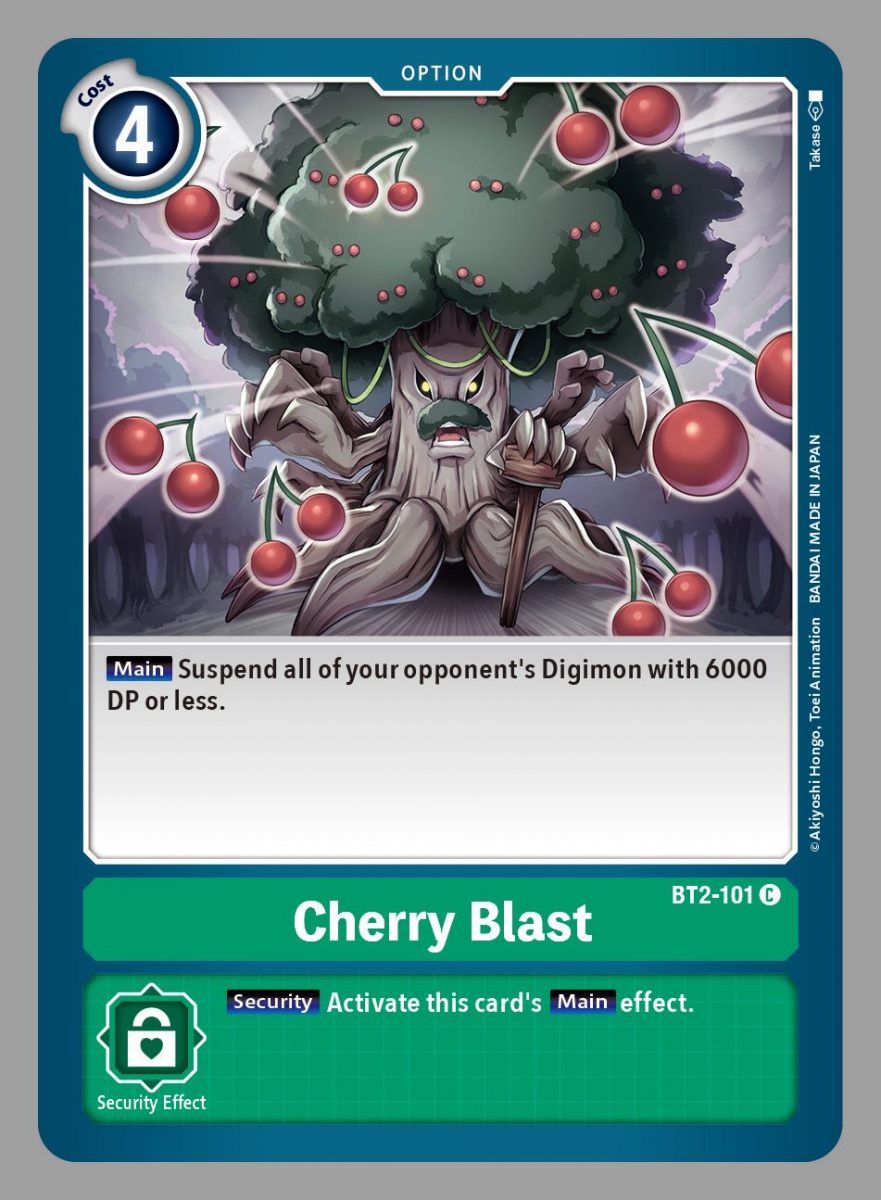 OPTION
Cost
4
Takase
Main Suspend all of your opponent's Digimon with 6000
DP or less.
©Akiyoshi Hongo, Toei Animation BANDAI MADE IN JAPAN
BT2-101 C
Cherry Blast
Security Activate this card's Main effect.
Security Effect